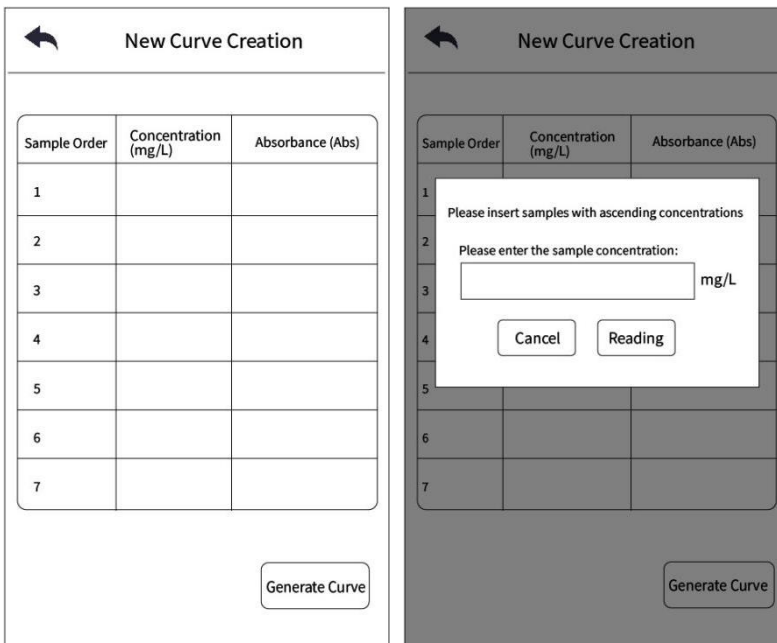 New Curve Creation
Sample Order Concentration (mg/L) Absorbance (Abs)
1
2
3
4
5
6
7
Generate Curve
New Curve Creation
Sample Order Concentration (mg/L) Absorbance (Abs)
1
2
3
4
5
6
7
Please insert samples with ascending concentrations
Please enter the sample concentration:
mg/L
Cancel Reading
Generate Curve